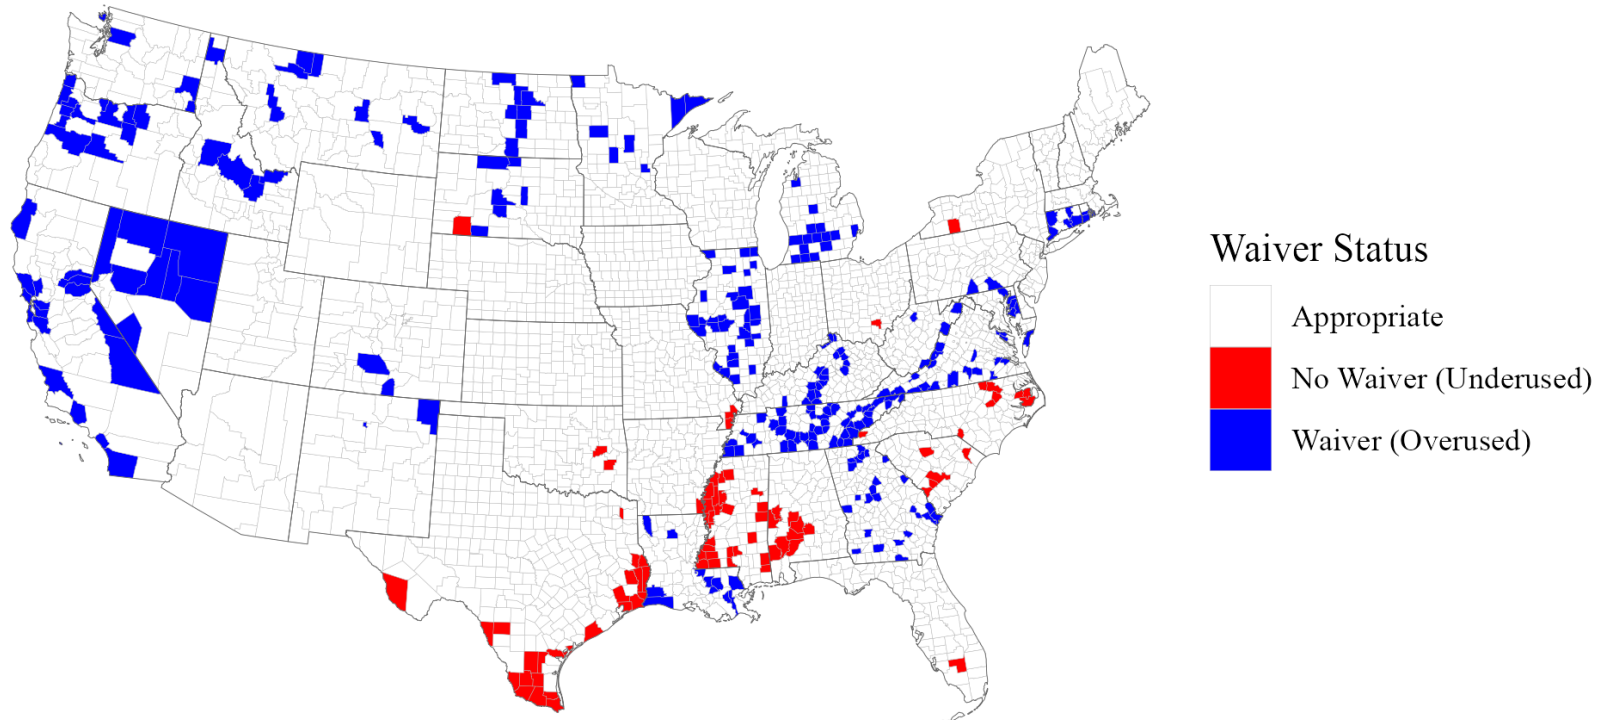 Waiver Status
Appropriate
No Waiver (Underused)
Waiver (Overused)